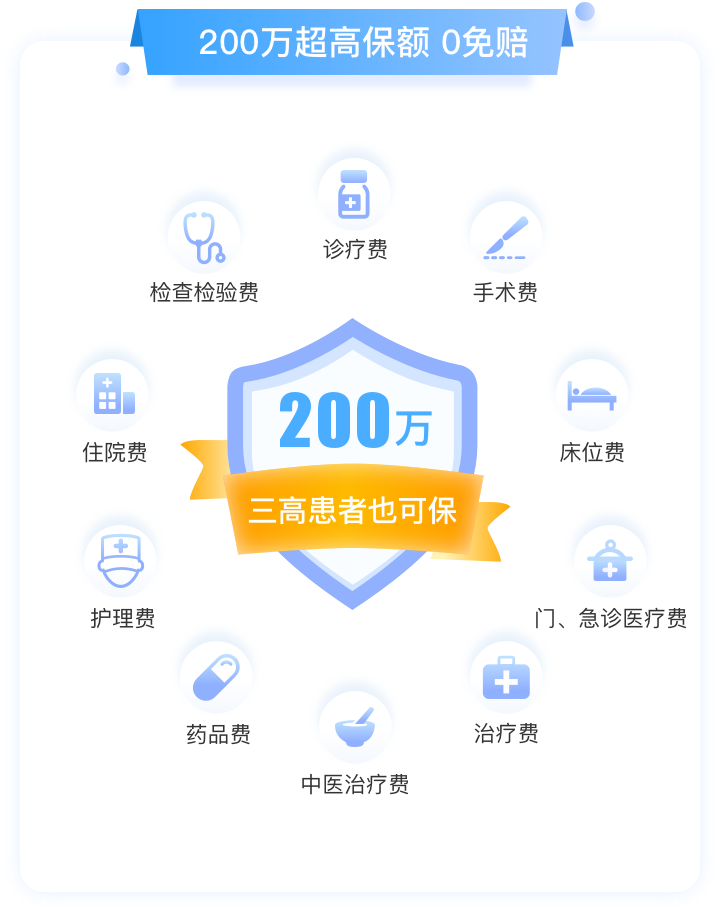 200万超高保额 0免赔
诊疗费
检查检验费
手术费
200万
住院费
床位费
三高患者也可保
护理费
门、急诊医疗费
药品费
治疗费
中医治疗费